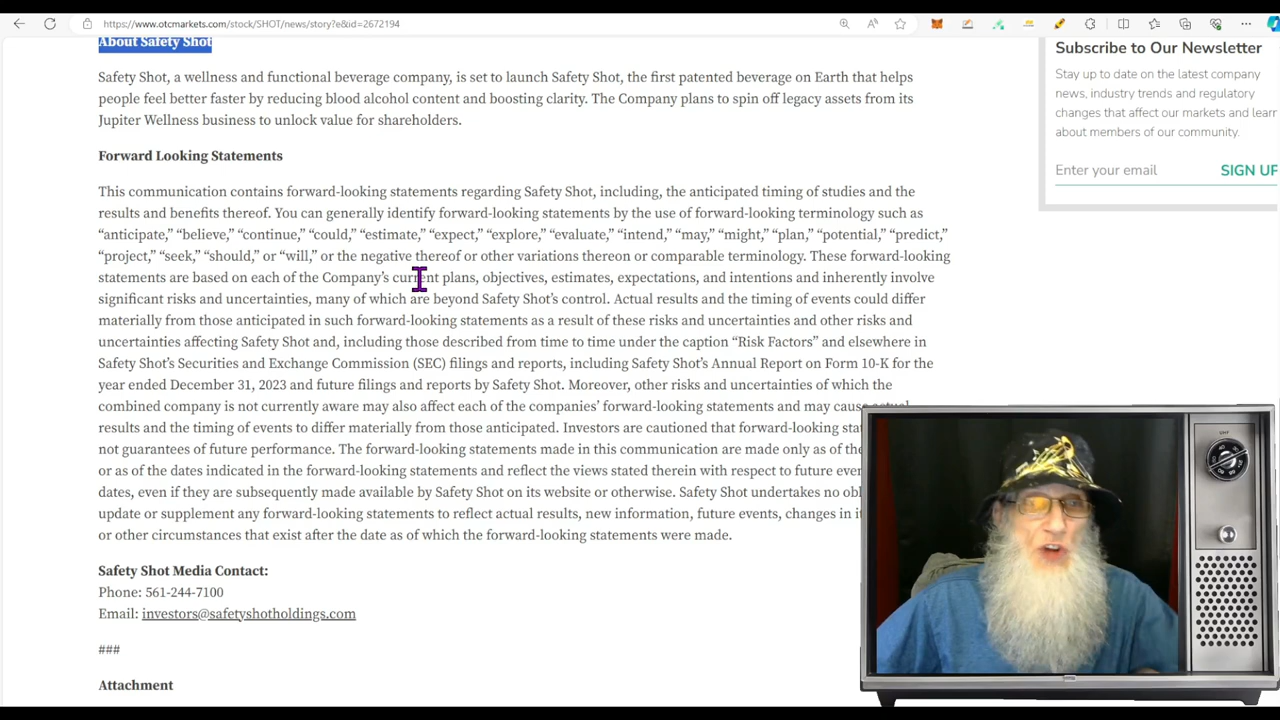 https://www.otcmarkets.com/stock/SHOT/news/story?e&id=2672194
About Safety Shot
Safety Shot, a wellness and functional beverage company, is set to launch Safety Shot, the first patented beverage on Earth that helps
people feel better faster by reducing blood alcohol content and boosting clarity. The Company plans to spin off legacy assets from its
Jupiter Wellness business to unlock value for shareholders.
Forward Looking Statements
This communication contains forward-looking statements regarding Safety Shot, including, the anticipated timing of studies and the
results and benefits thereof. You can generally identify forward-looking statements by the use of forward-looking terminology such as
“anticipate,” “believe,” “continue,” “could,” “estimate,” “expect,” “explore,” “evaluate,” “intend,” “may,” “might,” “plan,” “potential,” “predict,”
“project,” “seek,” “should,” or “will,” or the negative thereof or other variations thereon or comparable terminology. These forward-looking
statements are based on each of the Company’s current plans, objectives, estimates, expectations, and intentions and inherently involve
significant risks and uncertainties, many of which are beyond Safety Shot’s control. Actual results and the timing of events could differ
materially from those anticipated in such forward-looking statements as a result of these risks and uncertainties and other risks and
uncertainties affecting Safety Shot and, including those described from time to time under the caption “Risk Factors” and elsewhere in
Safety Shot’s Securities and Exchange Commission (SEC) filings and reports, including Safety Shot’s Annual Report on Form 10-K for the
year ended December 31, 2023 and future filings and reports by Safety Shot. Moreover, other risks and uncertainties of which the
combined company is not currently aware may also affect each of the companies’ forward-looking statements and may cause actual
results and the timing of events to differ materially from those anticipated. Investors are cautioned that forward-looking
not guarantees of future performance. The forward-looking statements made in this communication are made only as of the
or as of the dates indicated in the forward-looking statements and reflect the views stated therein with respect to future
dates, even if they are subsequently made available by Safety Shot on its website or otherwise. Safety Shot undertakes no
update or supplement any forward-looking statements to reflect actual results, new information, future events, changes in
or other circumstances that exist after the date as of which the forward-looking statements were made.
Safety Shot Media Contact:
Phone: 561-244-7100
Email: investors@safetyshotholdings.com
###
Attachment
Subscribe to Our Newsletter
Stay up to date on the latest company
news, industry trends and regulatory
changes that affect our markets and learn
about members of our community.
Enter your email
SIGN UP